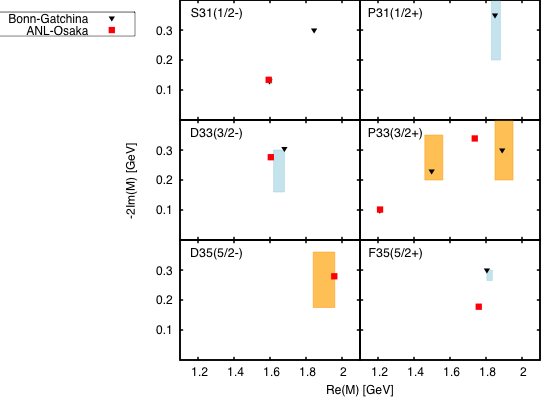 Bonn-Gatchina
ANL-Osaka
S31(1/2-)
P31(1/2+)
0.3
0.2
0.1
D33(3/2-)
P33(3/2+)
0.3
0.2
0.1
-2Im(M) [GeV]
D35(5/2-)
F35(5/2+)
0.3
0.2
0.1
1.2 1.4 1.6 1.8 2 1.2 1.4 1.6 1.8 2
Re(M) [GeV]